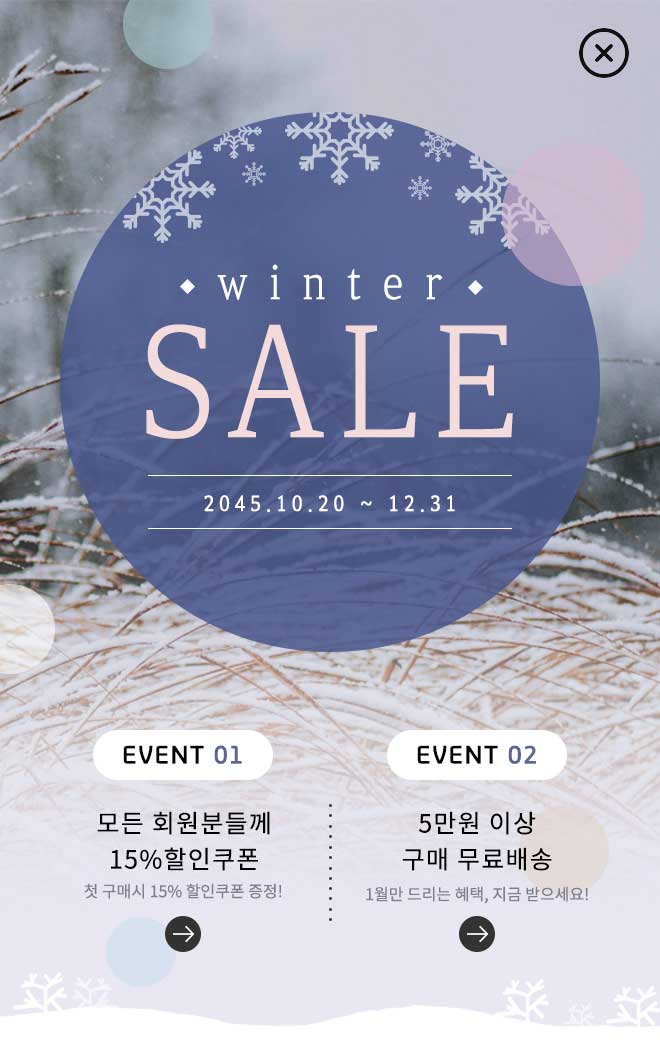 winter
SALE
2045.10.20 ~ 12.31
EVENT 01
모든 회원분들께
15%할인쿠폰
첫 구매시 15% 할인쿠폰 증정!
EVENT 02
5만원 이상
구매 무료배송
1월만 드리는 혜택, 지금 받으세요!